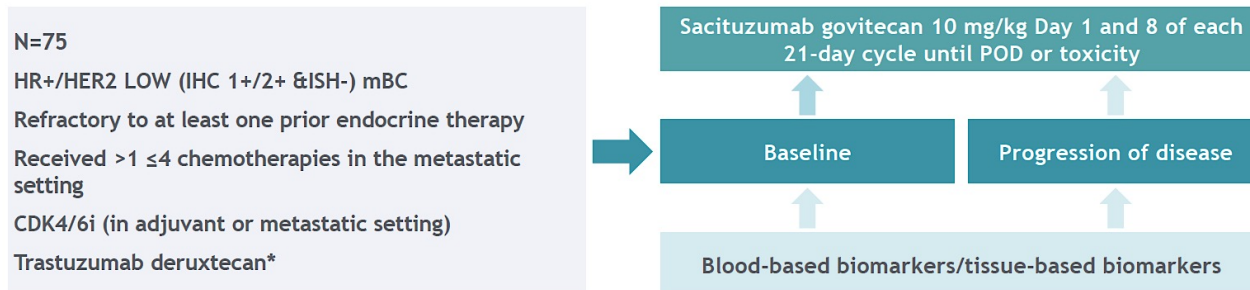 N=75
HR+/HER2 LOW (IHC 1+/2+ &ISH-) mBC
Refractory to at least one prior endocrine therapy
Received >1 ≤4 chemotherapies in the metastatic
setting
CDK4/6i (in adjuvant or metastatic setting)
Trastuzumab deruxtecan*
Sacituzumab govitecan 10 mg/kg Day 1 and 8 of each
21-day cycle until POD or toxicity
Baseline
Progression of disease
Blood-based biomarkers/tissue-based biomarkers